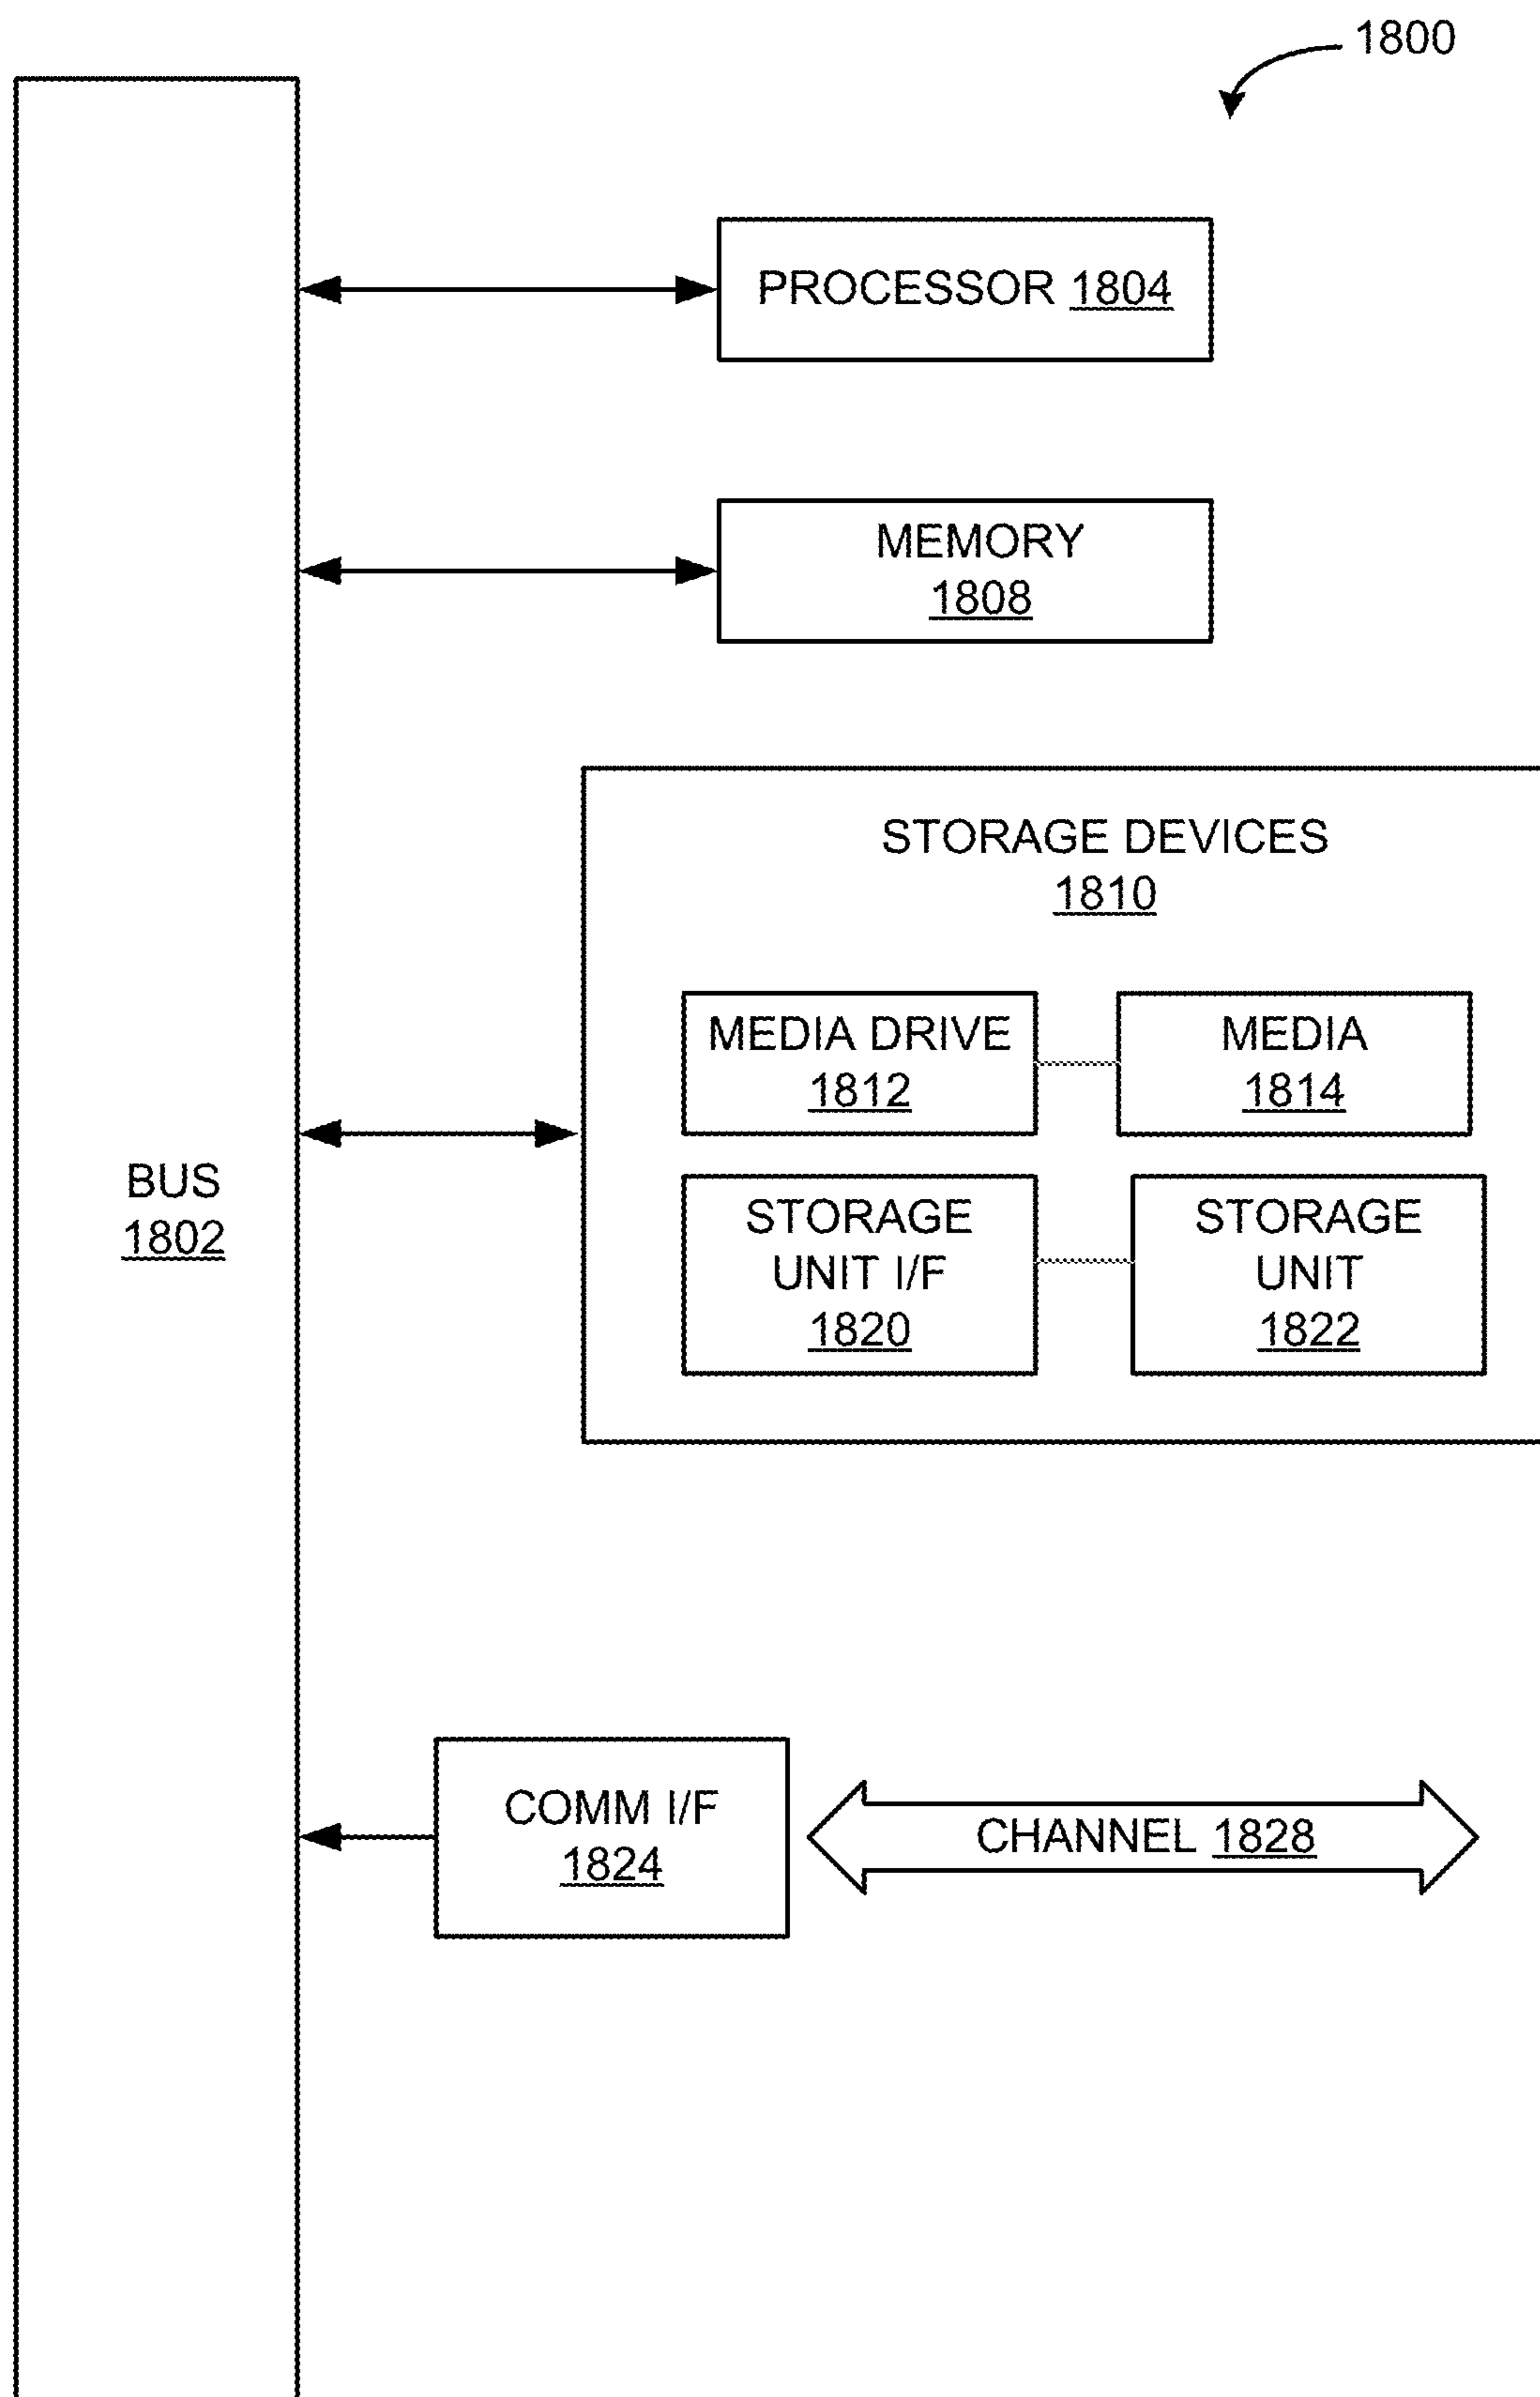 1800
PROCESSOR 1804
MEMORY
1808
STORAGE DEVICES
1810
MEDIA DRIVE
1812
MEDIA
1814
BUS
1802
STORAGE
UNIT I/F
1820
STORAGE
UNIT
1822
COMM I/F
1824
CHANNEL 1828